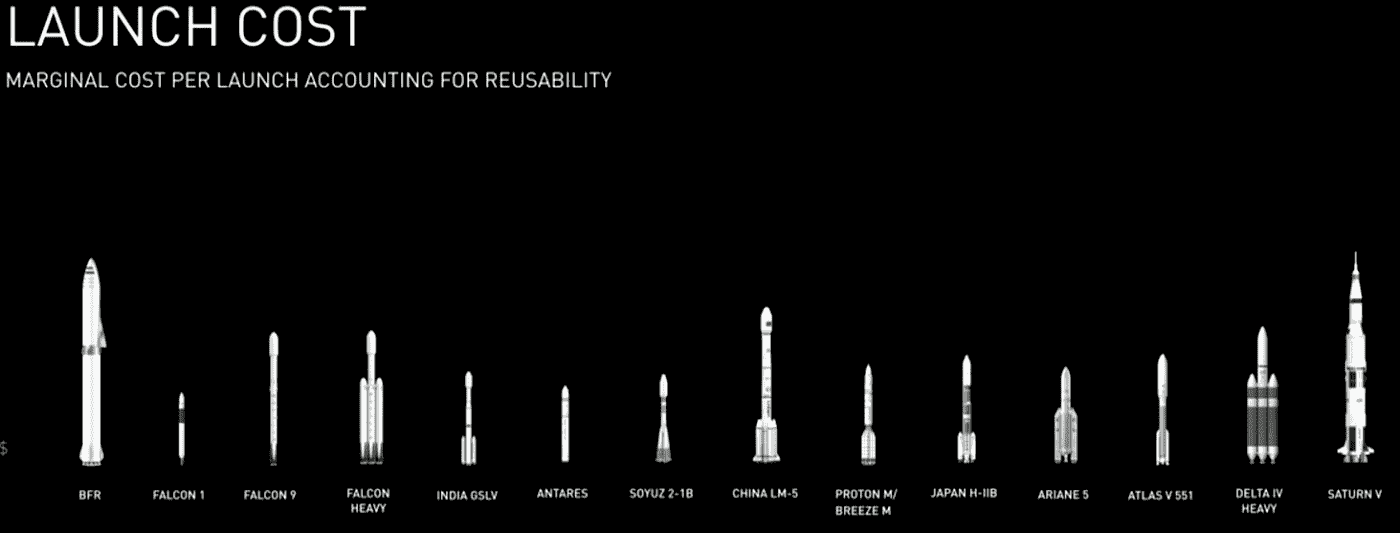 LAUNCH COST
MARGINAL COST PER LAUNCH ACCOUNTING FOR REUSABILITY
$
BFR
FALCON 1
FALCON 9
FALCON
HEAVY
INDIA GSLV
ANTARES
SOYUZ 2-1B
CHINA LM-5
PROTON M/
BREEZE M
JAPAN H-IIB
ARIANE 5
ATLAS V 551
DELTA IV
HEAVY
SATURN V